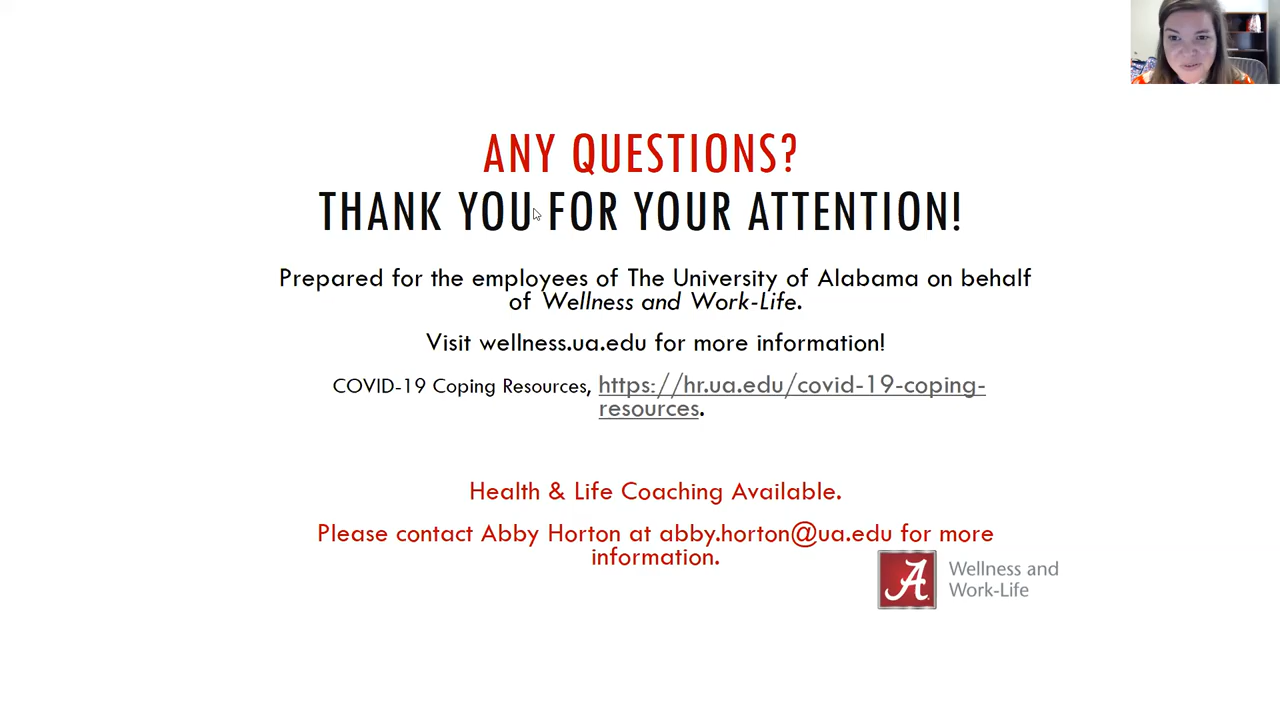 ANY QUESTIONS?
THANK YOU FOR YOUR ATTENTION!
Prepared for the employees of The University of Alabama on behalf
of Wellness and Work-Life.
Visit wellness.ua.edu for more information!
COVID-19 Coping Resources, https://hr.ua.edu/covid-19-coping-
resources.
Health & Life Coaching Available.
Please contact Abby Horton at abby.horton@ua.edu for more
information.
A
Wellness and
Work-Life